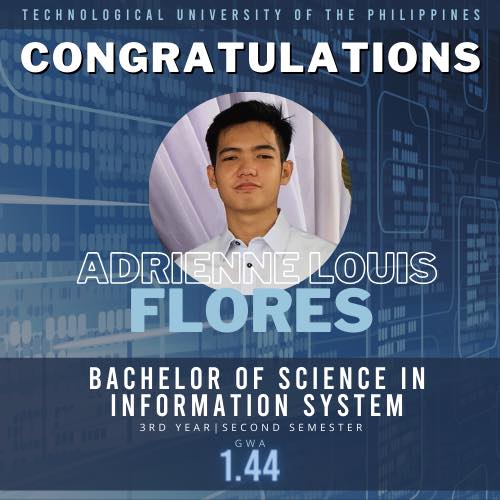 TECHNOLOGICAL UNIVERSITY OF THE PHILIPPINES
CONGRATULATIONS
ADRIENNE LOUIS
FLORES
BACHELOR OF SCIENCE IN
INFORMATION SYSTEM
3RD YEAR|SECOND SEMESTER
GWA
1.44